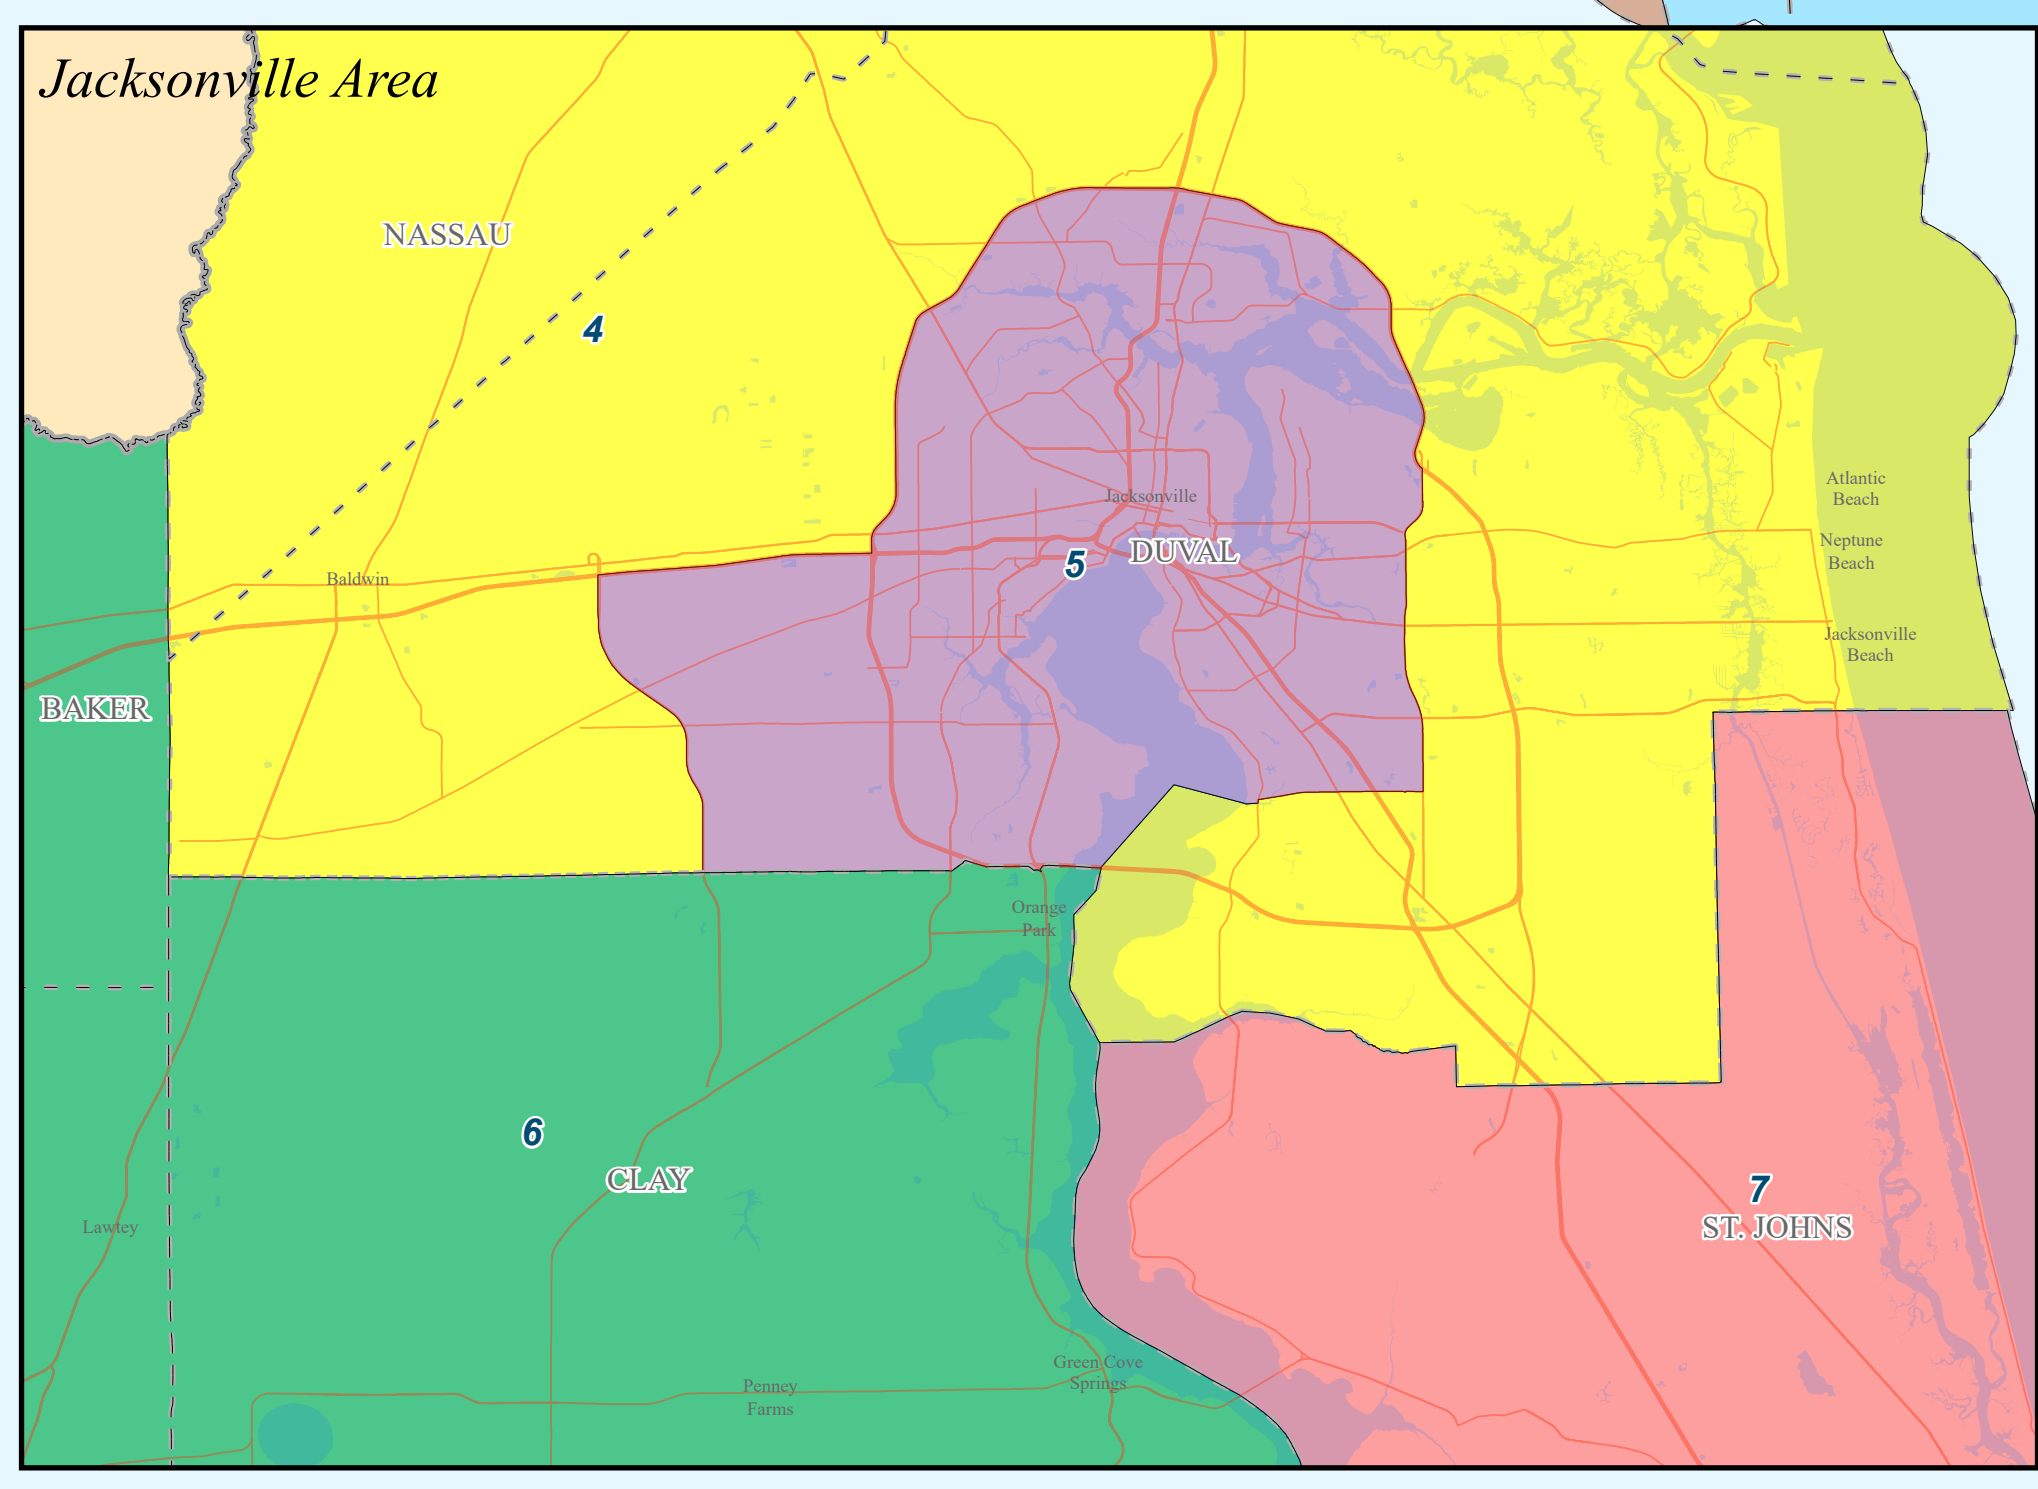 Jacksonville Area
NASSAU
4
Atlantic
Beach
Jacksonville
Neptune
Beach
DUVAL
5
Baldwin
Jacksonville
Beach
BAKER
Orange
Park
6
CLAY
7
ST. JOHNS
Lawtey
Green Cove
Springs
Penney
Farms